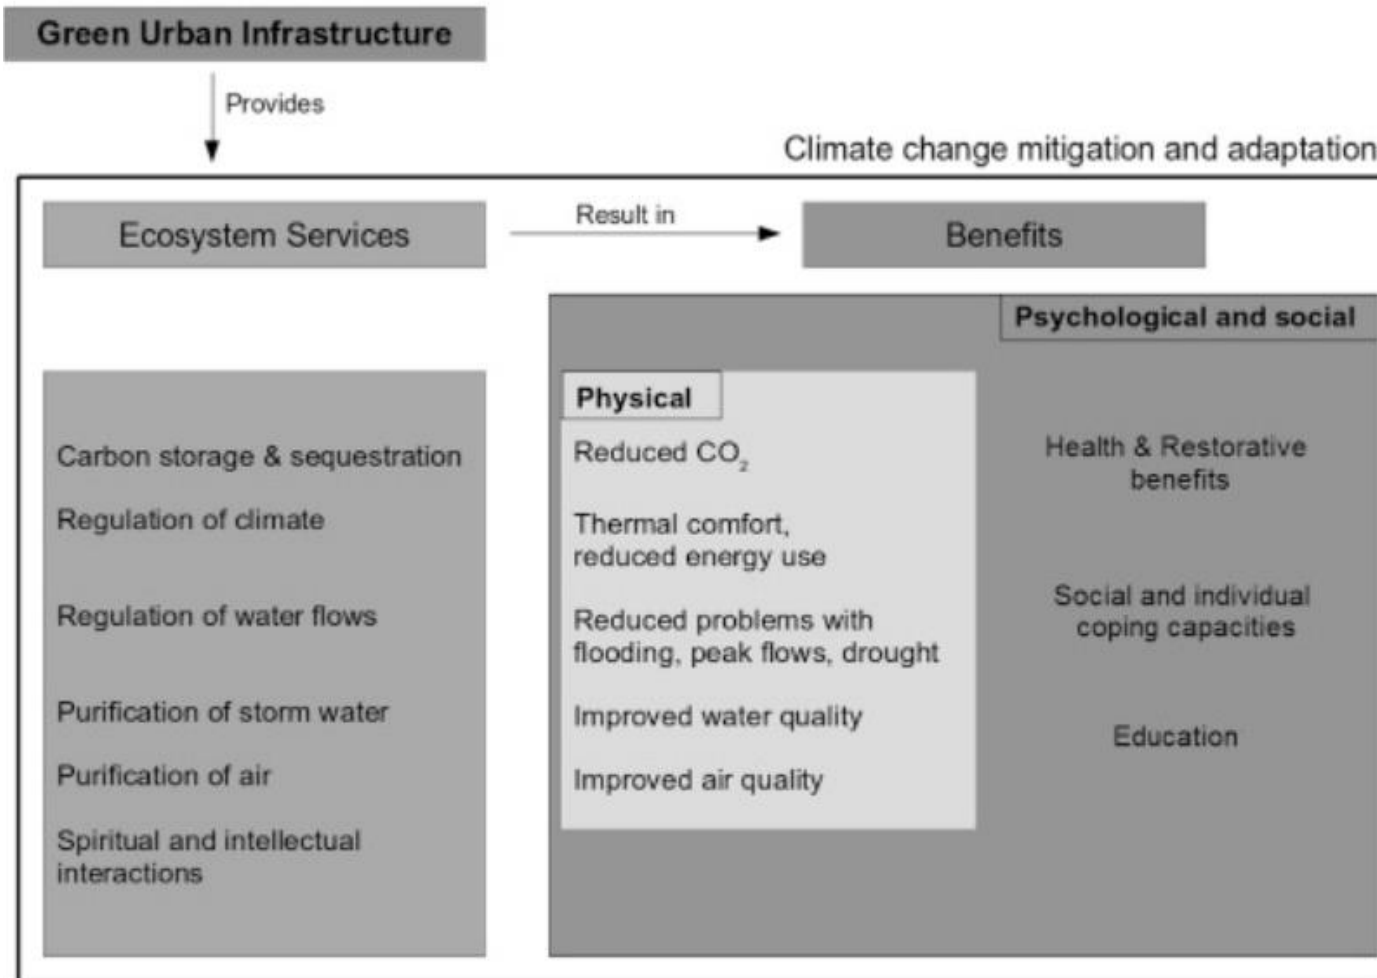 Green Urban Infrastructure
Provides
Climate change mitigation and adaptation
Ecosystem Services
Result in
Benefits
Psychological and social
Carbon storage & sequestration
Regulation of climate
Regulation of water flows
Purification of storm water
Purification of air
Spiritual and intellectual
interactions
Physical
Reduced CO₂
Thermal comfort,
reduced energy use
Reduced problems with
flooding, peak flows, drought
Improved water quality
Improved air quality
Health & Restorative
benefits
Social and individual
coping capacities
Education